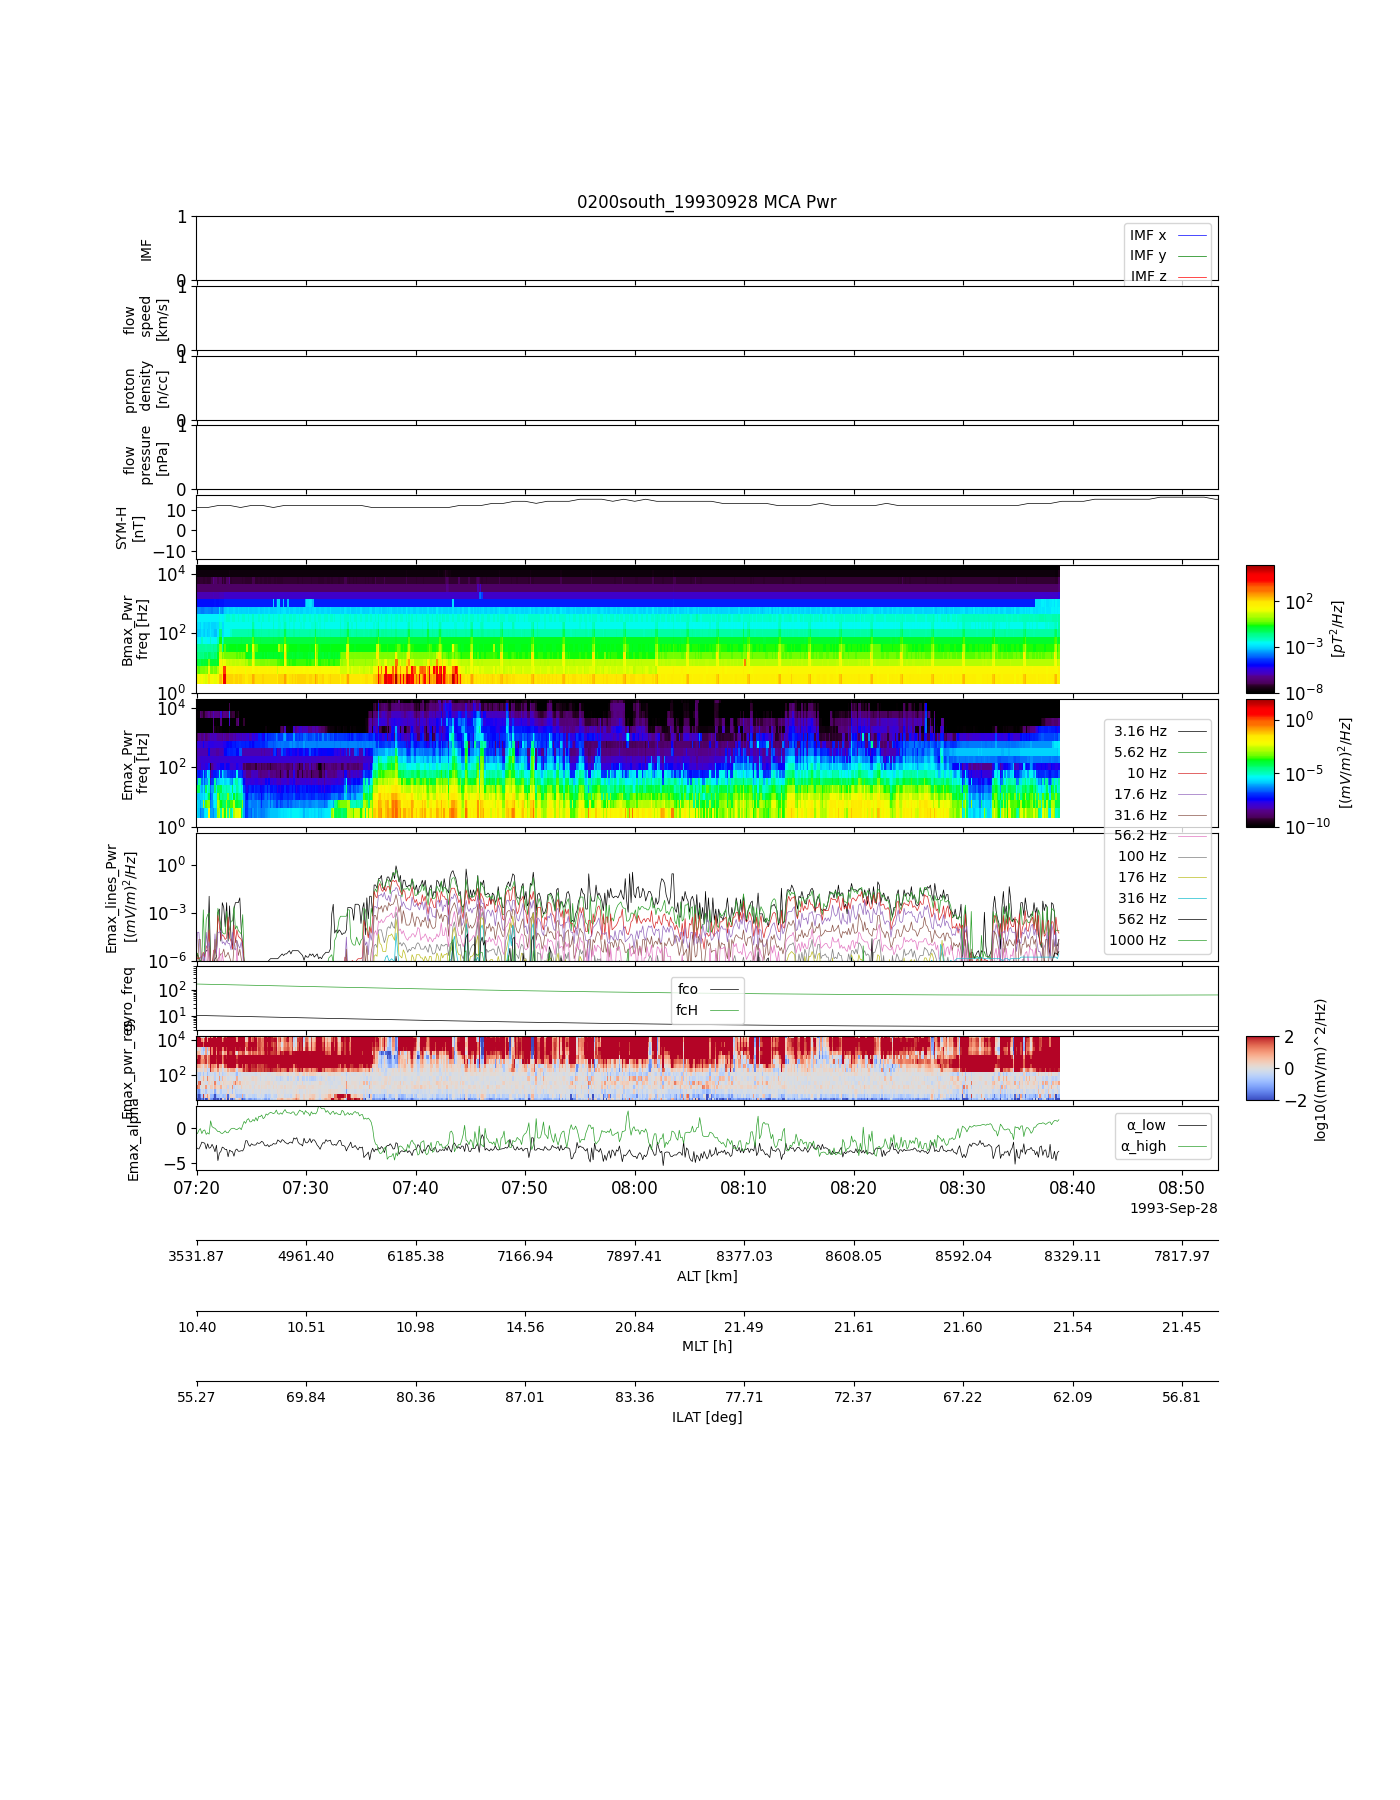 0200south_19930928 MCA Pwr
1
0
IMF
IMF x
IMF y
IMF z
1
0
flow
speed
[km/s]
1
0
proton
density
[n/cc]
1
0
flow
pressure
[nPa]
10
0
−10
SYM-H
[nT]
10^4
10^2
10^0
Bmax_Pwr
freq [Hz]
10^2
10^−3
10^−8
[pT^2/Hz]
10^4
10^2
10^0
Emax_Pwr
freq [Hz]
10^0
10^−5
10^−10
[(mV/m)^2/Hz]
3.16 Hz
5.62 Hz
10 Hz
17.6 Hz
31.6 Hz
56.2 Hz
100 Hz
176 Hz
316 Hz
562 Hz
1000 Hz
10^0
10^−3
10^−6
Emax_lines_Pwr
[(mV/m)^2/Hz]
10^2
10^1
gyro_freq
fco
fcH
10^4
10^2
Emax_pwr_reg
2
0
−2
log10((mV/m)^2/Hz)
0
−5
Emax_alpha
α_low
α_high
07:20 07:30 07:40 07:50 08:00 08:10 08:20 08:30 08:40 08:50
1993-Sep-28
3531.87 4961.40 6185.38 7166.94 7897.41 8377.03 8608.05 8592.04 8329.11 7817.97
ALT [km]
10.40 10.51 10.98 14.56 20.84 21.49 21.61 21.60 21.54 21.45
MLT [h]
55.27 69.84 80.36 87.01 83.36 77.71 72.37 67.22 62.09 56.81
ILAT [deg]